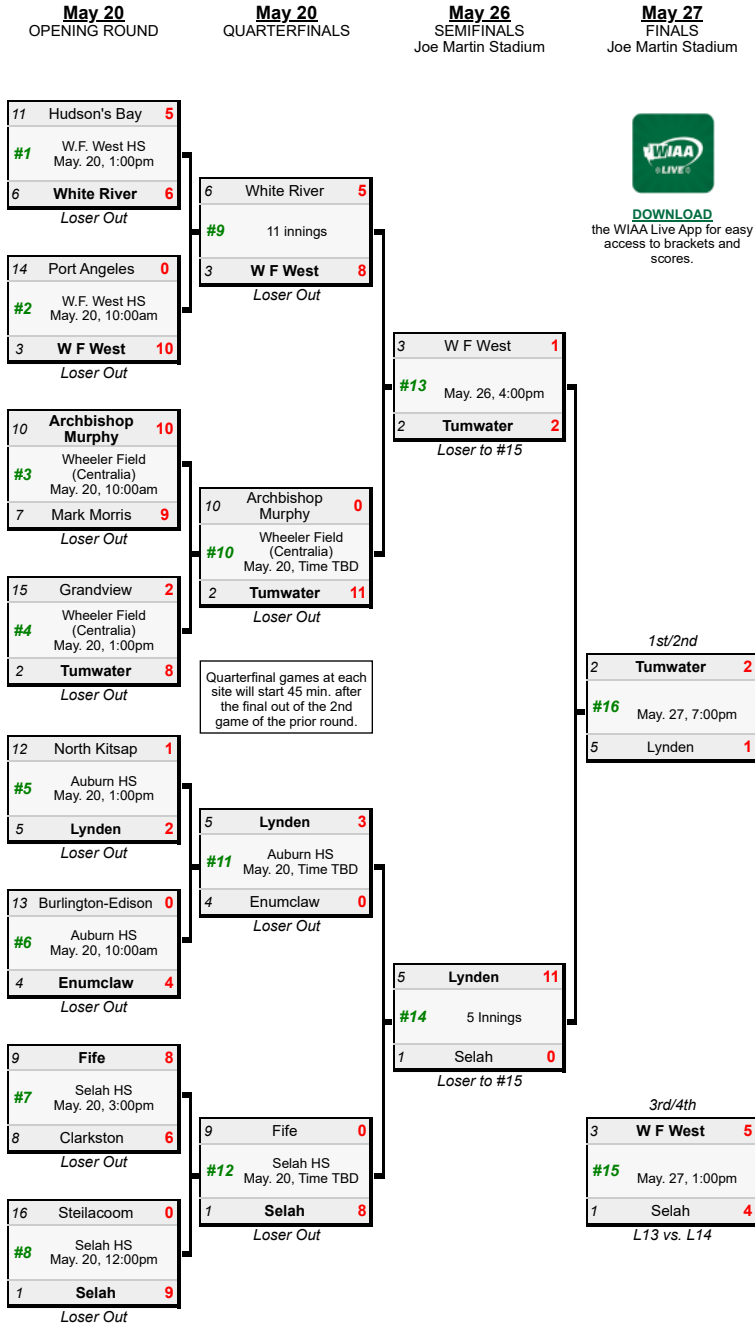 May 20
OPENING ROUND
May 20
QUARTERFINALS
May 26
SEMIFINALS
Joe Martin Stadium
May 27
FINALS
Joe Martin Stadium
WIAA
LIVE
DOWNLOAD
the WIAA Live App for easy
access to brackets and
scores.
11 Hudson's Bay 5
#1 W.F. West HS
May. 20, 1:00pm
6 White River 6
Loser Out
14 Port Angeles 0
#2 W.F. West HS
May. 20, 10:00am
3 W F West 10
Loser Out
10 Archbishop
Murphy 10
#3 Wheeler Field
(Centralia)
May. 20, 10:00am
7 Mark Morris 9
Loser Out
15 Grandview 2
#4 Wheeler Field
(Centralia)
May. 20, 1:00pm
2 Tumwater 8
Loser Out
12 North Kitsap 1
#5 Auburn HS
May. 20, 1:00pm
5 Lynden 2
Loser Out
13 Burlington-Edison 0
#6 Auburn HS
May. 20, 10:00am
4 Enumclaw 4
Loser Out
9 Fife 8
#7 Selah HS
May. 20, 3:00pm
8 Clarkston 6
Loser Out
16 Steilacoom 0
#8 Selah HS
May. 20, 12:00pm
1 Selah 9
Loser Out
6 White River 5
#9 11 innings
3 W F West 8
Loser Out
10 Archbishop
Murphy 0
#10 Wheeler Field
(Centralia)
May. 20, Time TBD
2 Tumwater 11
Loser Out
Quarterfinal games at each
site will start 45 min. after
the final out of the 2nd
game of the prior round.
5 Lynden 3
#11 Auburn HS
May. 20, Time TBD
4 Enumclaw 0
Loser Out
9 Fife 0
#12 Selah HS
May. 20, Time TBD
1 Selah 8
Loser Out
3 W F West 1
#13 May. 26, 4:00pm
2 Tumwater 2
Loser to #15
5 Lynden 11
#14 5 Innings
1 Selah 0
Loser to #15
1st/2nd
2 Tumwater 2
#16 May. 27, 7:00pm
5 Lynden 1
3rd/4th
3 W F West 5
#15 May. 27, 1:00pm
1 Selah 4
L13 vs. L14